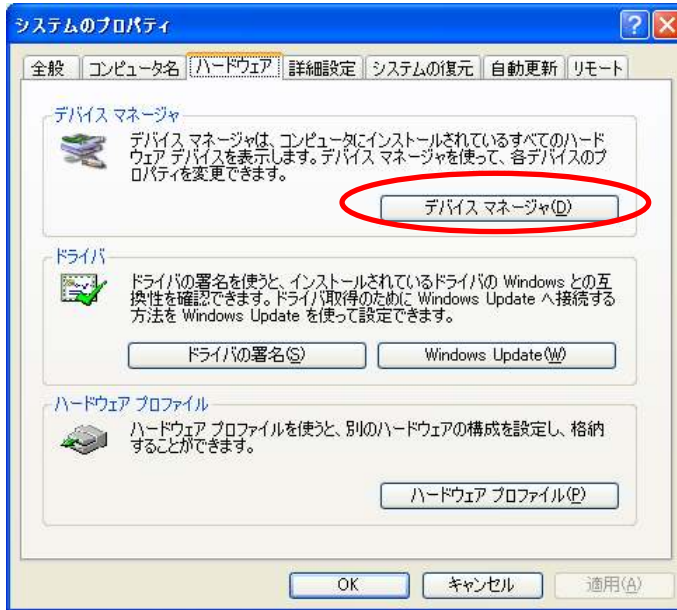 システムのプロパティ
全般 コンピュータ名 ハードウェア 詳細設定 システムの復元 自動更新 リモート
デバイス マネージャ
デバイス マネージャは、コンピュータにインストールされているすべてのハード
ウェア デバイスを表示します。デバイス マネージャを使って、各デバイスのプ
ロパティを変更できます。
デバイス マネージャ(D)
ドライバ
ドライバの署名を使うと、インストールされているドライバの Windows との互
換性を確認できます。ドライバ取得のために Windows Update へ接続する
方法を Windows Update を使って設定できます。
ドライバの署名(S) Windows Update(W)
ハードウェア プロファイル
ハードウェア プロファイルを使うと、別のハードウェアの構成を設定し、格納
することができます。
ハードウェア プロファイル(P)
OK キャンセル 適用(A)